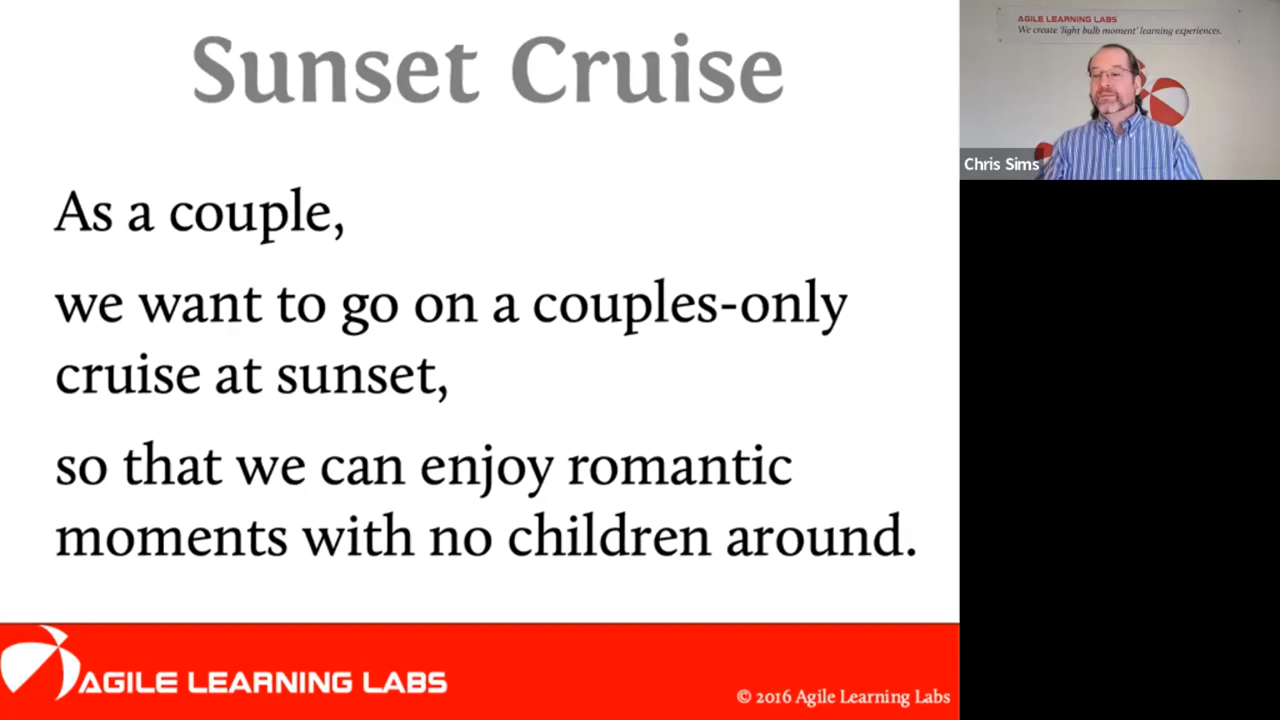 Sunset Cruise
As a couple,
we want to go on a couples-only
cruise at sunset,
so that we can enjoy romantic
moments with no children around.
AGILE LEARNING LABS
© 2016 Agile Learning Labs
AGILE LEARNING LABS
We create 'light bulb moment' learning experiences.
Chris Sims